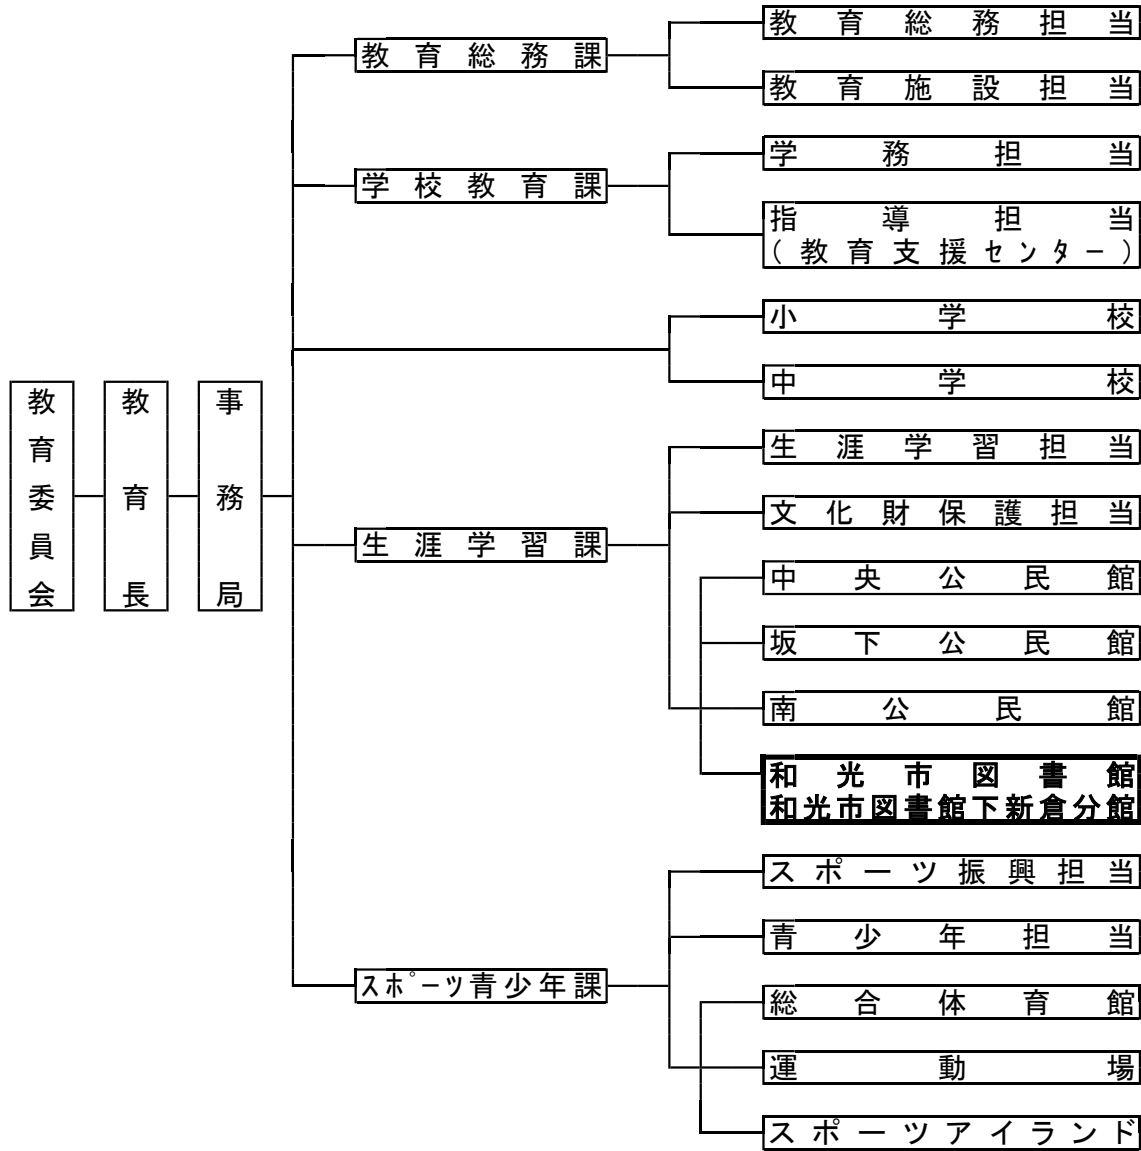 教育委員会
教育長
事務局
教育総務課
教育総務担当
教育施設担当
学校教育課
学務担当
指導担当
(教育支援センター)
小学校
中学校
生涯学習課
生涯学習担当
文化財保護担当
中央公民館
坂下公民館
南公民館
和光市図書館
和光市図書館下新倉分館
スポーツ青少年課
スポーツ振興担当
青少年担当
総合体育館
運動場
スポーツアイランド